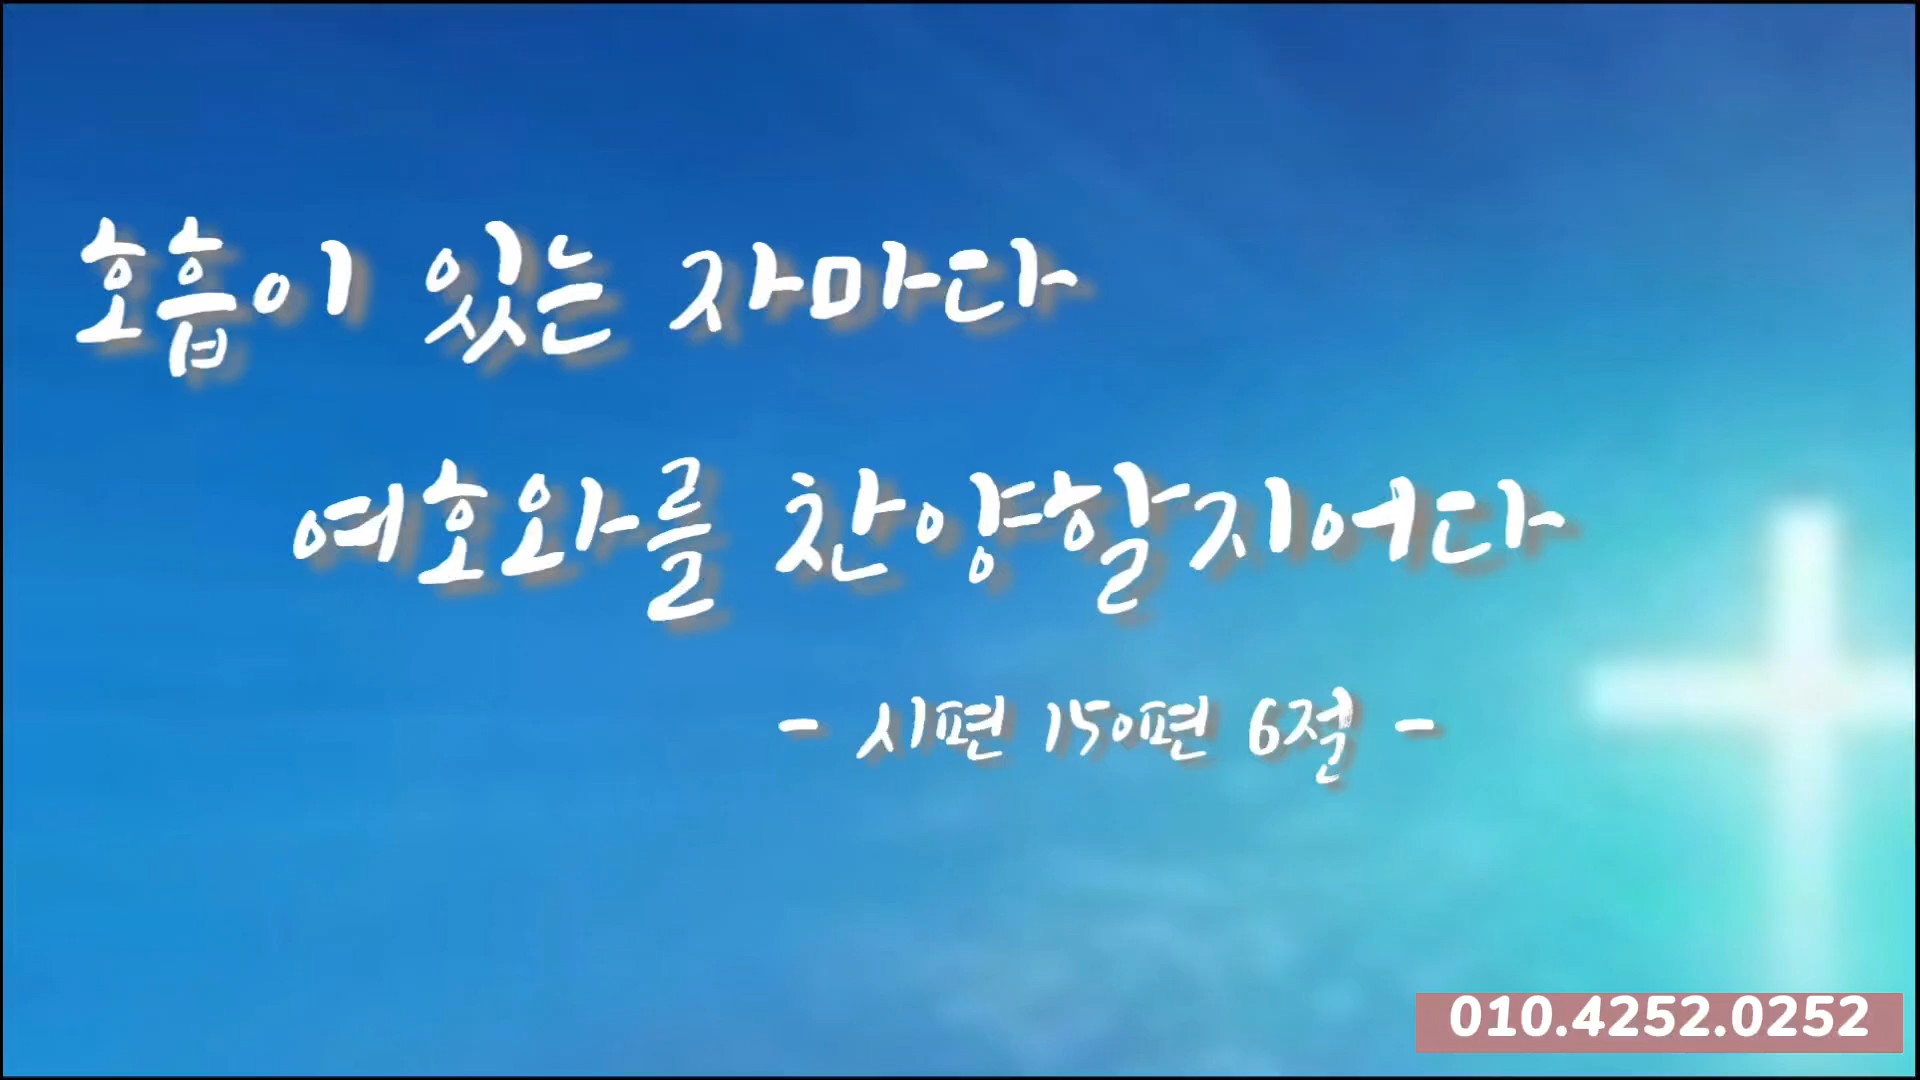 호흡이 있는 자마다
여호와를 찬양할지어다
- 시편 150편 6절 -
010.4252.0252